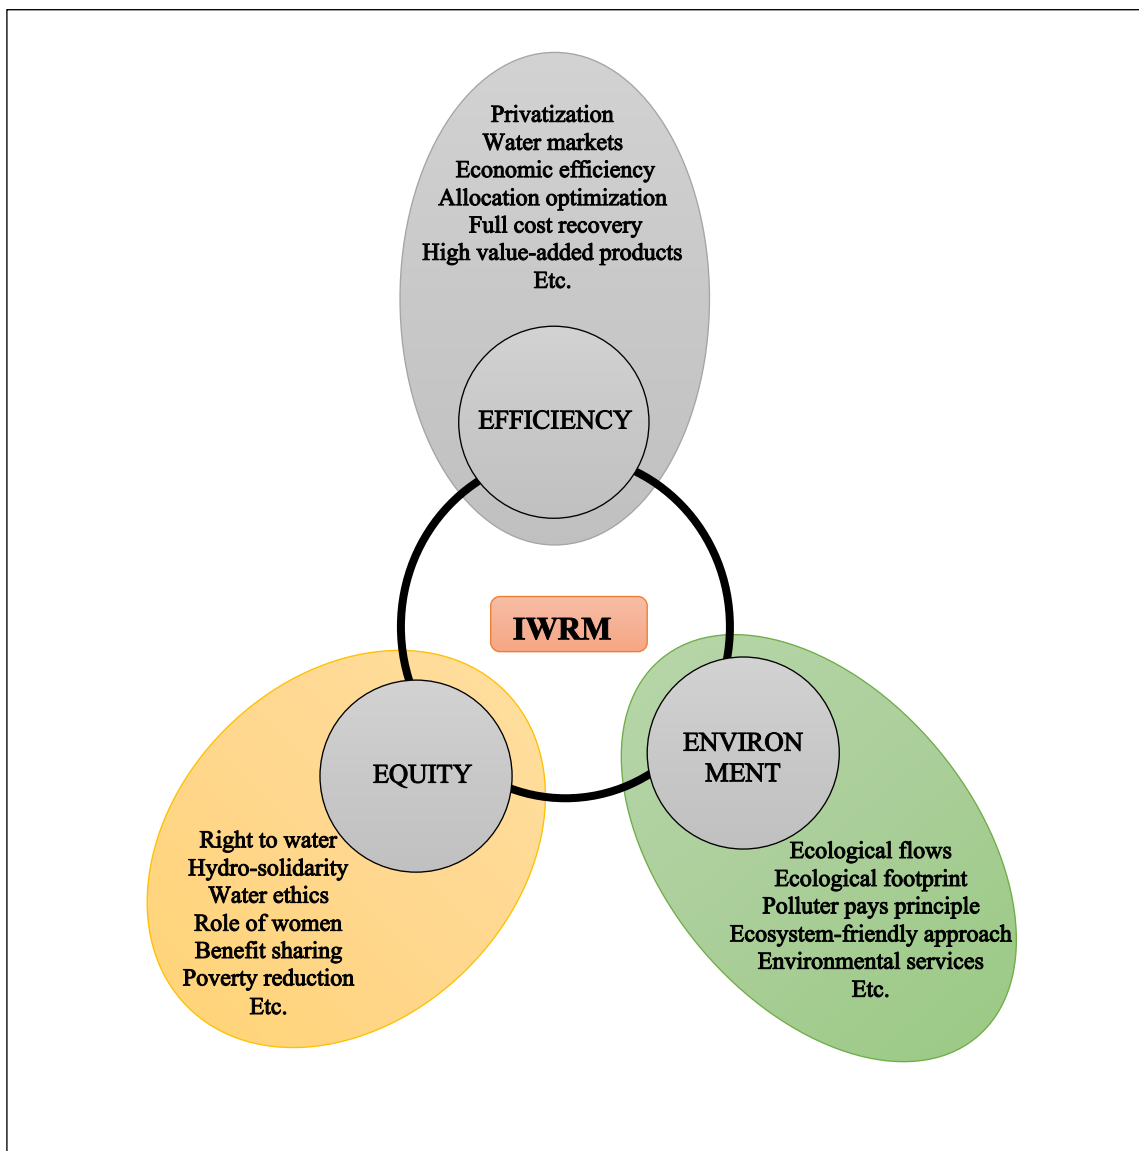 Privatization
Water markets
Economic efficiency
Allocation optimization
Full cost recovery
High value-added products
Etc.
EFFICIENCY
IWRM
EQUITY
Right to water
Hydro-solidarity
Water ethics
Role of women
Benefit sharing
Poverty reduction
Etc.
ENVIRON
MENT
Ecological flows
Ecological footprint
Polluter pays principle
Ecosystem-friendly approach
Environmental services
Etc.